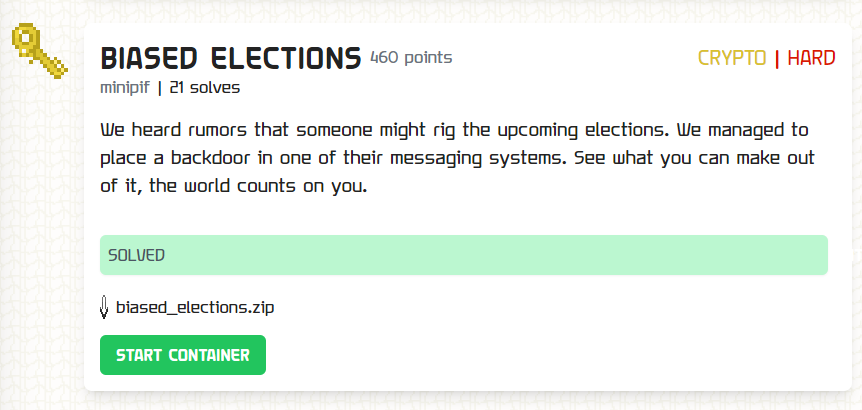 BIASED ELECTIONS 460 points CRYPTO | HARD
minipif | 21 solves
We heard rumors that someone might rig the upcoming elections. We managed to
place a backdoor in one of their messaging systems. See what you can make out
of it, the world counts on you.
SOLVED
biased_elections.zip
START CONTAINER